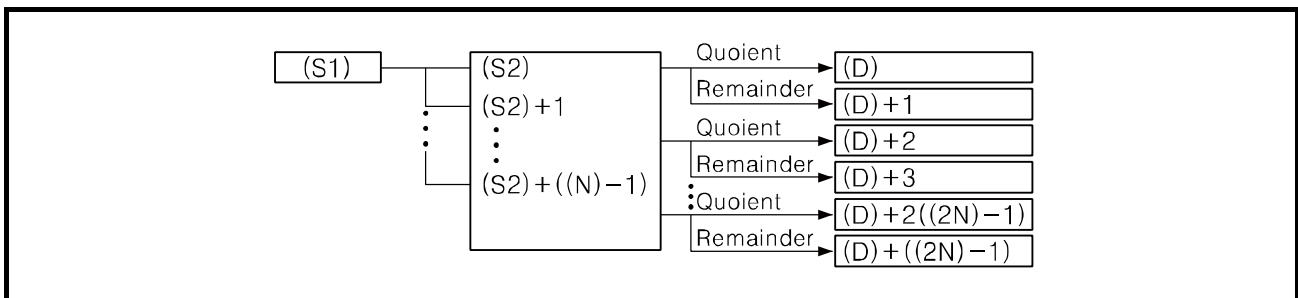 (S1)
(S2)
(S2)+1
(S2)+((N)-1)
Quoient
(D)
Remainder
(D)+1
Quoient
(D)+2
Remainder
(D)+3
Quoient
(D)+2((2N)-1)
Remainder
(D)+((2N)-1)